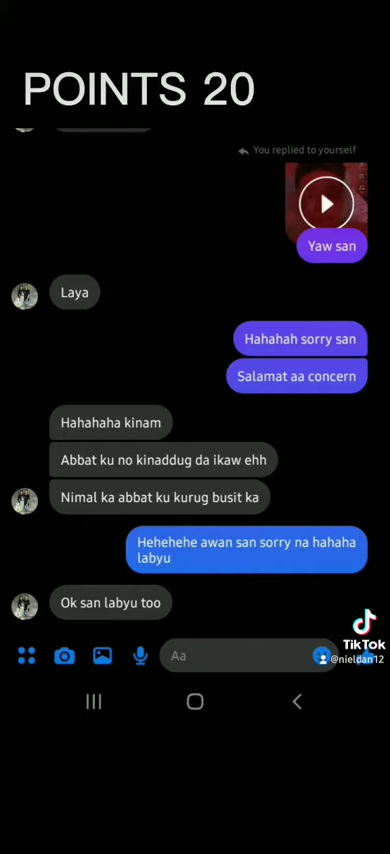 POINTS 20
You replied to yourself
Yaw san
Laya
Hahahah sorry san
Salamat aa concern
Hahahaha kinam
Abbat ku no kinaddug da ikaw ehh
Nimal ka abbat ku kurug busit ka
Hehehehe awan san sorry na hahaha
labyu
Ok san labyu too
Aa
TikTok
@nieldan12